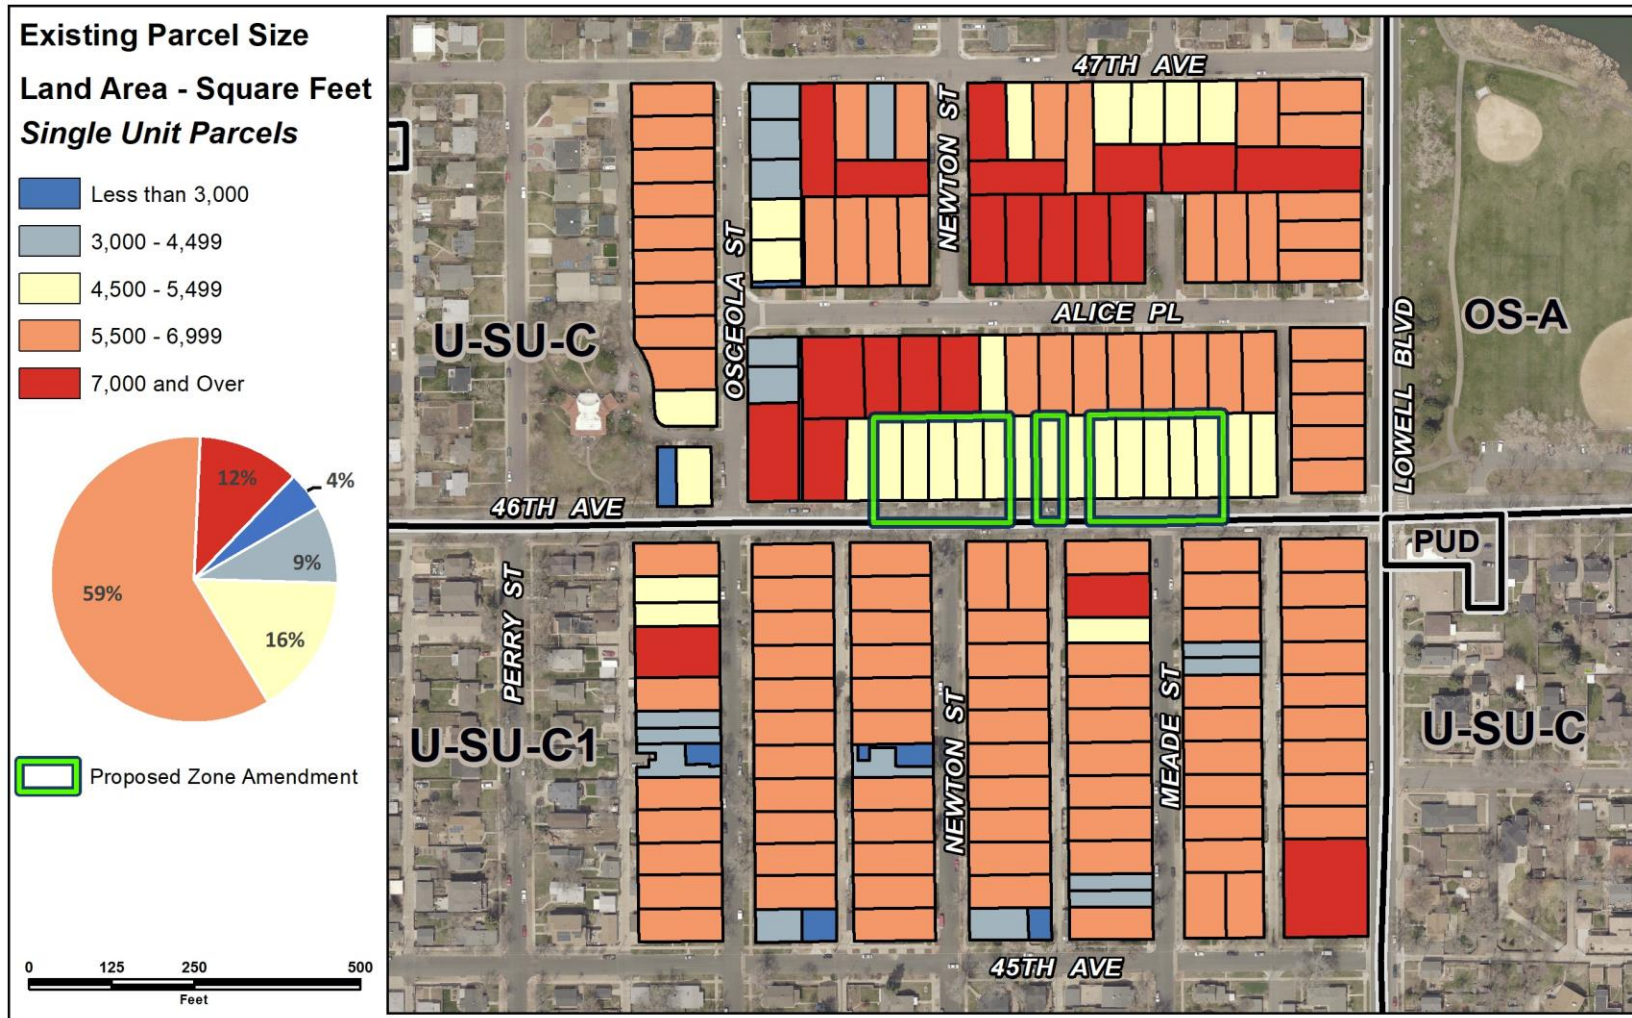 Existing Parcel Size
Land Area - Square Feet
Single Unit Parcels
Less than 3,000
3,000 - 4,499
4,500 - 5,499
5,500 - 6,999
7,000 and Over
12%
4%
9%
59%
16%
Proposed Zone Amendment
0 125 250 500
Feet
47TH AVE
NEWTON ST
OSCEOLA ST
ALICE PL
U-SU-C
LOWELL BLVD
OS-A
46TH AVE
PUD
PERRY ST
NEWTON ST
MEADE ST
U-SU-C1
U-SU-C
45TH AVE